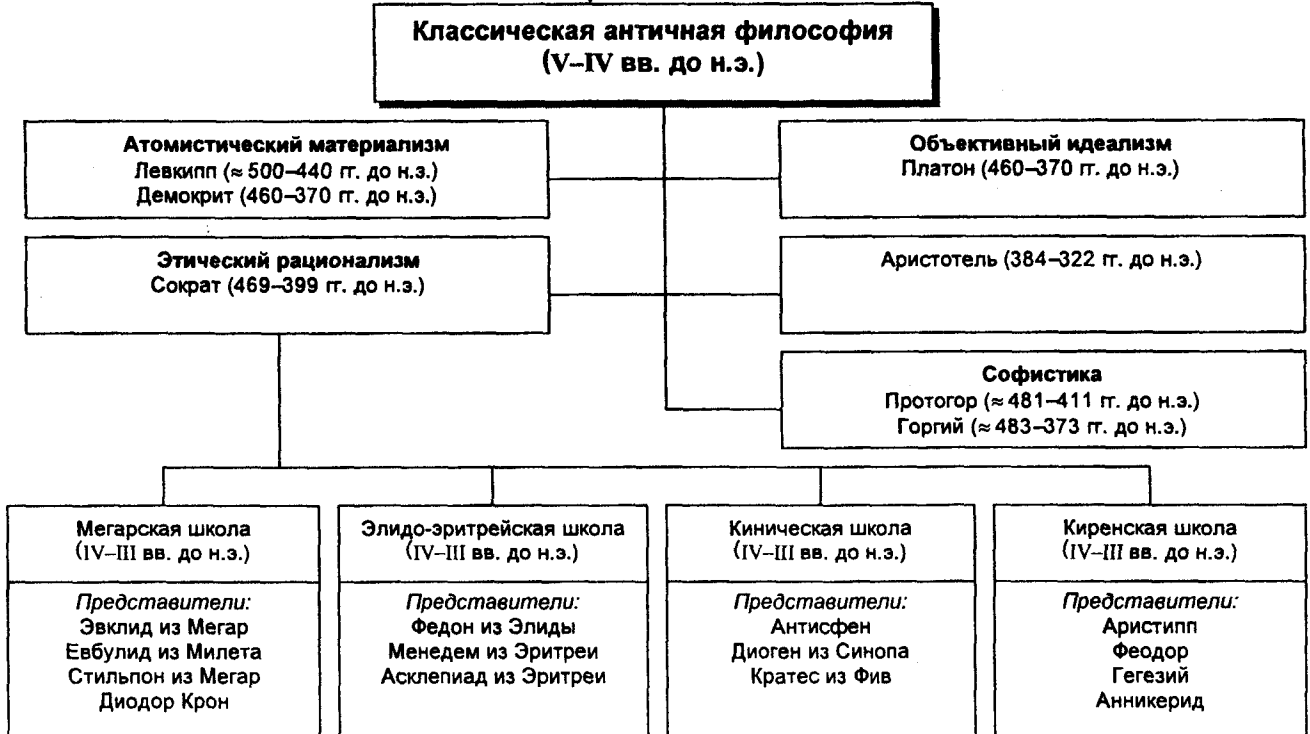 Классическая античная философия
(V–IV вв. до н.э.)
Атомистический материализм
Левкипп (≈ 500–440 гг. до н.э.)
Демокрит (460–370 гг. до н.э.)
Объективный идеализм
Платон (460–370 гг. до н.э.)
Этический рационализм
Сократ (469–399 гг. до н.э.)
Аристотель (384–322 гг. до н.э.)
Софистика
Протогор (≈ 481–411 гг. до н.э.)
Горгий (≈ 483–373 гг. до н.э.)
Мегарская школа
(IV–III вв. до н.э.)
Представители:
Эвклид из Мегар
Евбулид из Милета
Стильпон из Мегар
Диодор Крон
Элидо-эритрейская школа
(IV–III вв. до н.э.)
Представители:
Федон из Элиды
Менедем из Эритреи
Асклепиад из Эритреи
Киническая школа
(IV–III вв. до н.э.)
Представители:
Антисфен
Диоген из Синопа
Кратес из Фив
Киренская школа
(IV–III вв. до н.э.)
Представители:
Аристипп
Феодор
Гегезий
Анникерид